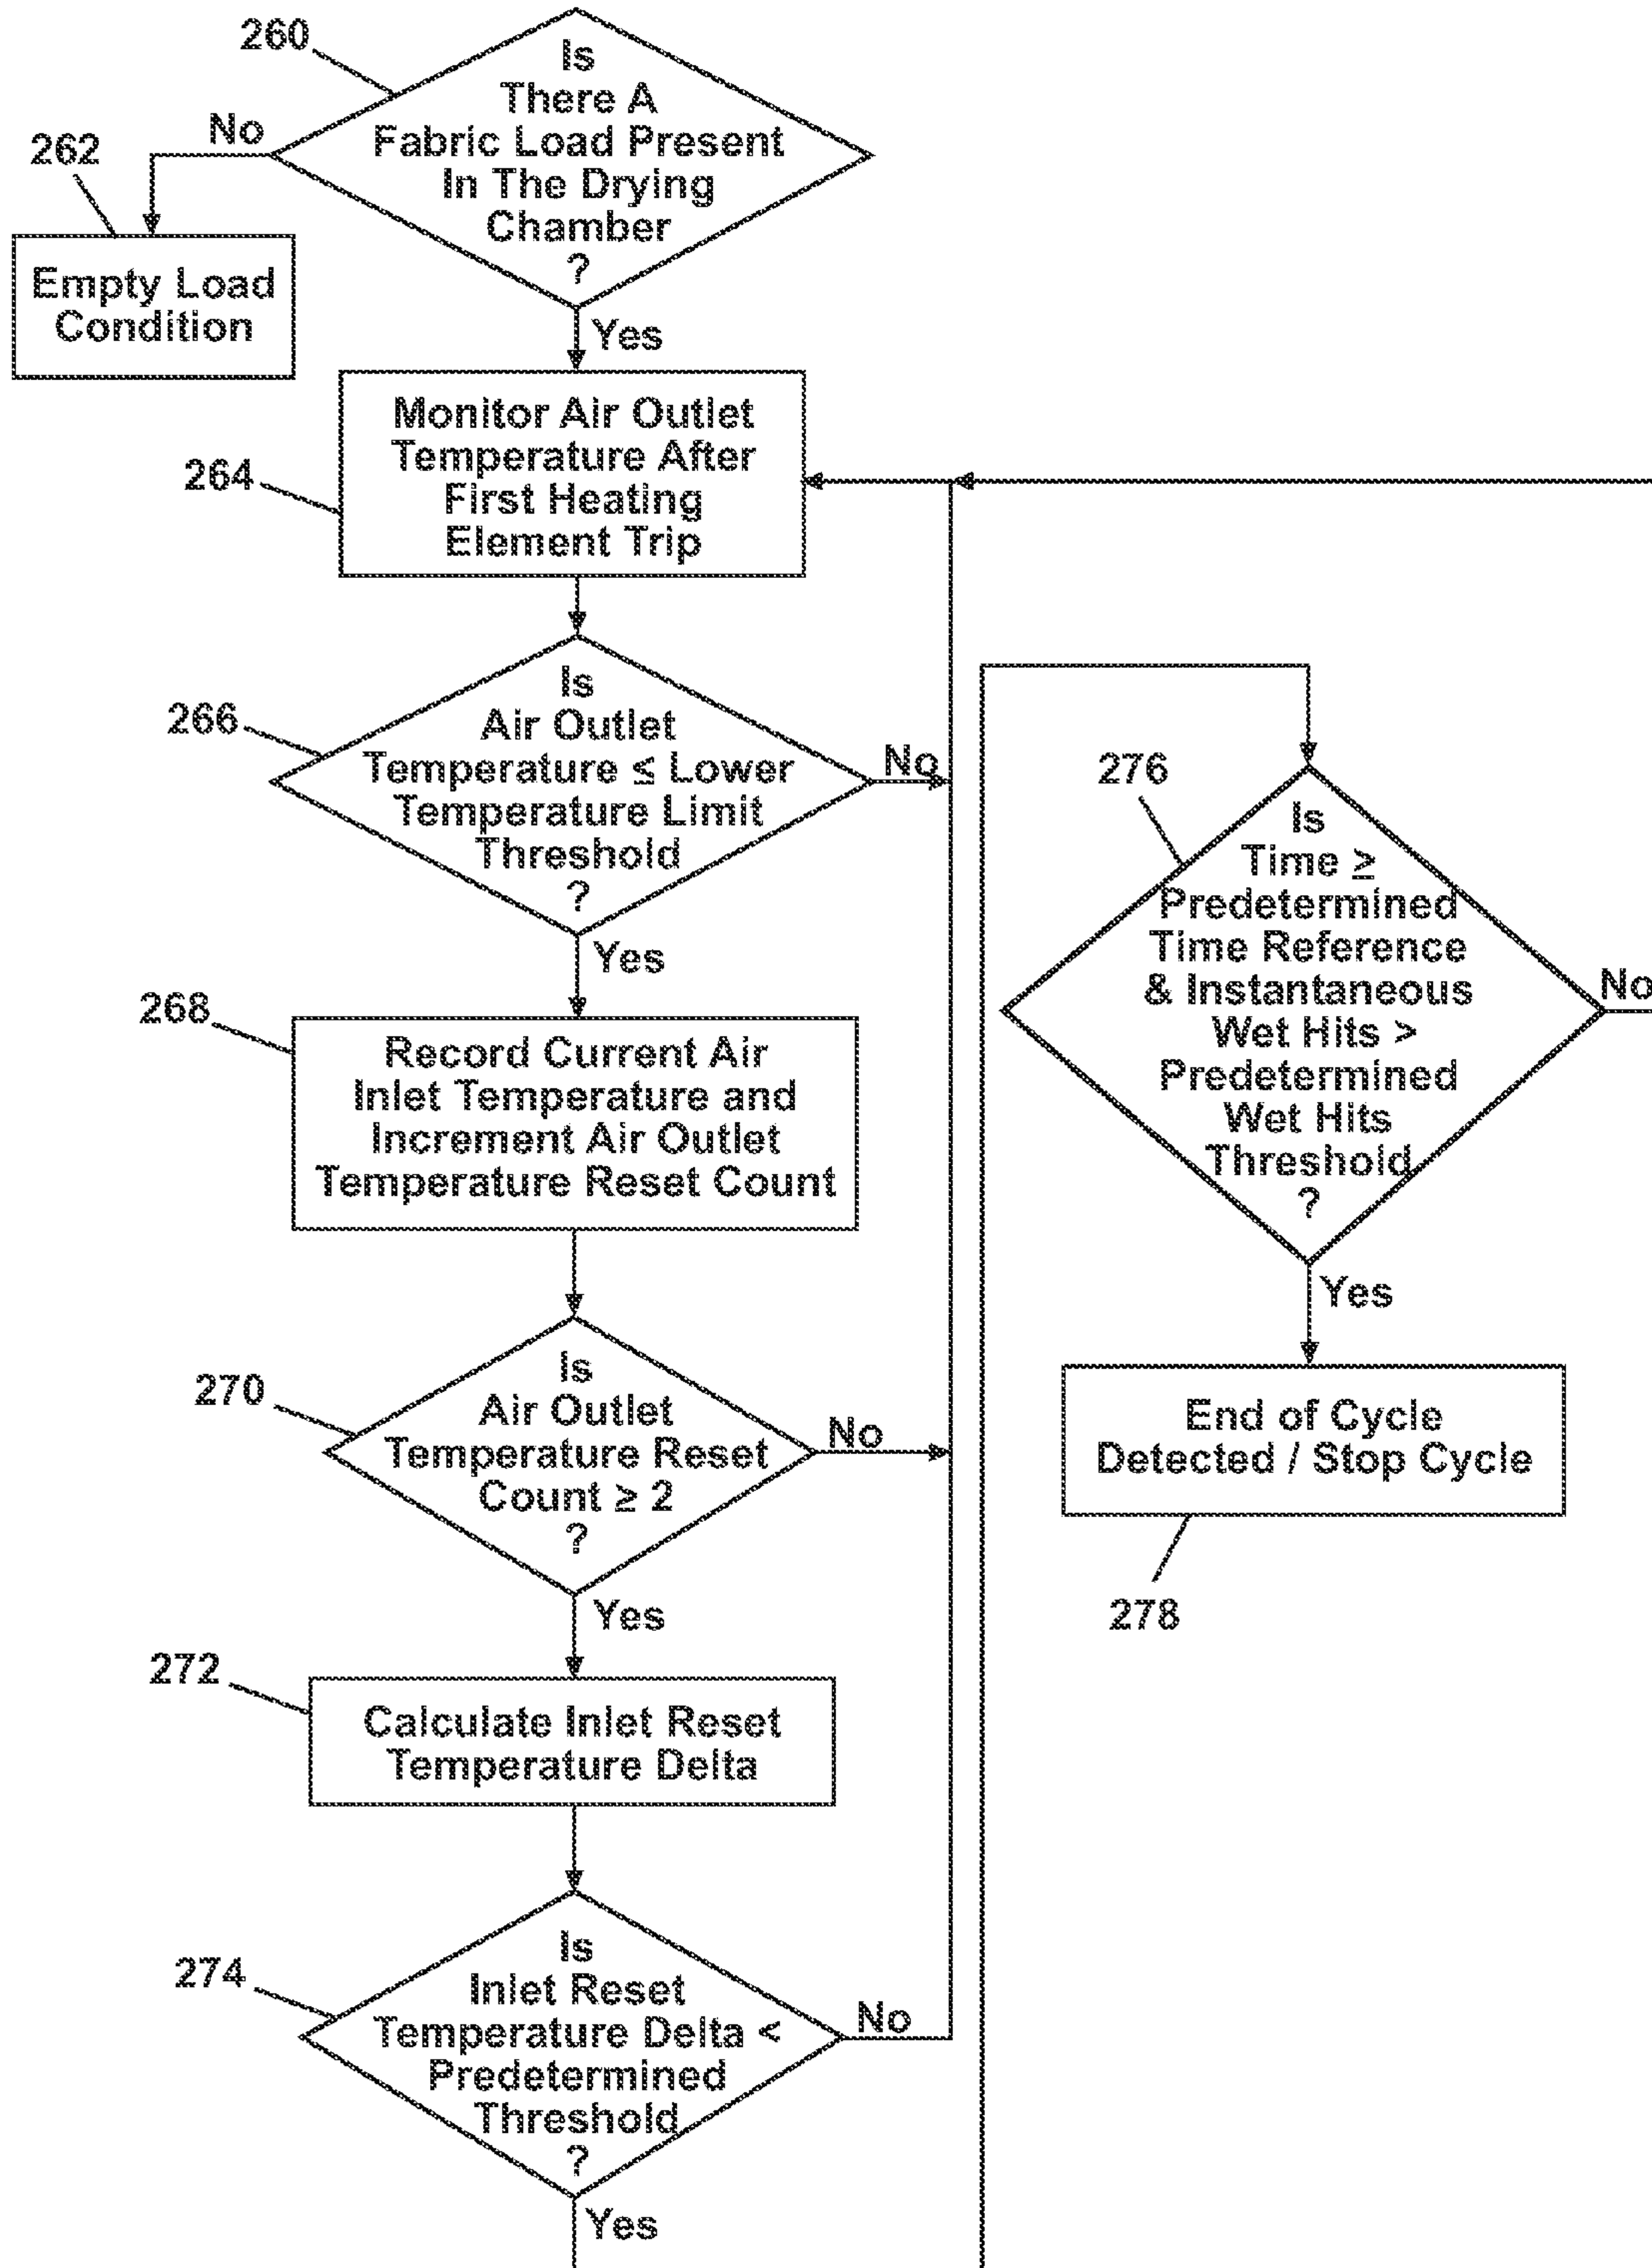 260
Is
There A
Fabric Load Present
In The Drying
Chamber
?
No
262
Empty Load
Condition
Yes
264
Monitor Air Outlet
Temperature After
First Heating
Element Trip
266
Is
Air Outlet
Temperature ≤ Lower
Temperature Limit
Threshold
?
No
Yes
268
Record Current Air
Inlet Temperature and
Increment Air Outlet
Temperature Reset Count
270
Is
Air Outlet
Temperature Reset
Count ≥ 2
?
No
Yes
272
Calculate Inlet Reset
Temperature Delta
274
Is
Inlet Reset
Temperature Delta <
Predetermined
Threshold
?
No
Yes
276
Is
Time ≥
Predetermined
Time Reference
& Instantaneous
Wet Hits >
Predetermined
Wet Hits
Threshold
?
No
Yes
End of Cycle
Detected / Stop Cycle
278